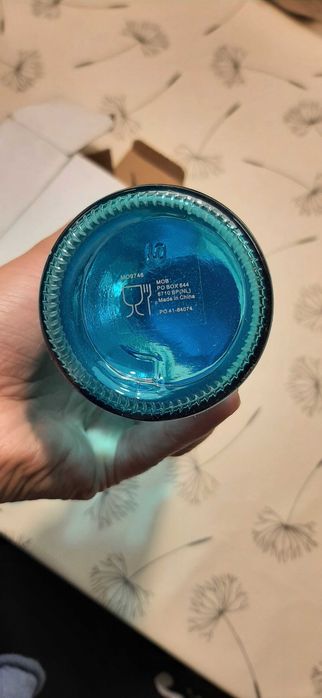 16
MO9746
MOB
PO BOX 644
6710 BP(NL)
Made in China
PO 41-84074